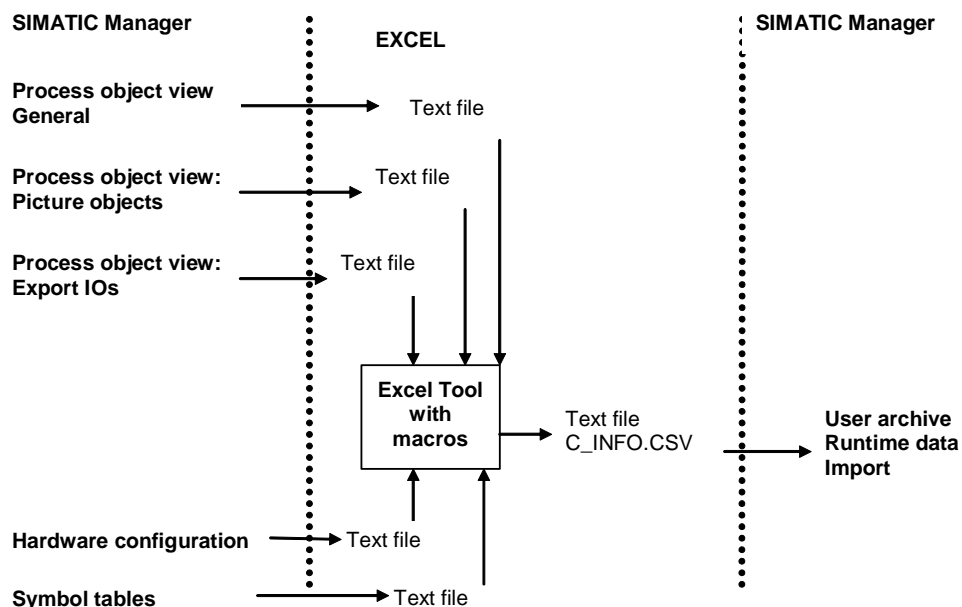 SIMATIC Manager
EXCEL
SIMATIC Manager
Process object view
General
Text file
Process object view:
Picture objects
Text file
Process object view:
Export IOs
Text file
Excel Tool
with
macros
Text file
C_INFO.CSV
User archive
Runtime data
Import
Hardware configuration
Text file
Symbol tables
Text file